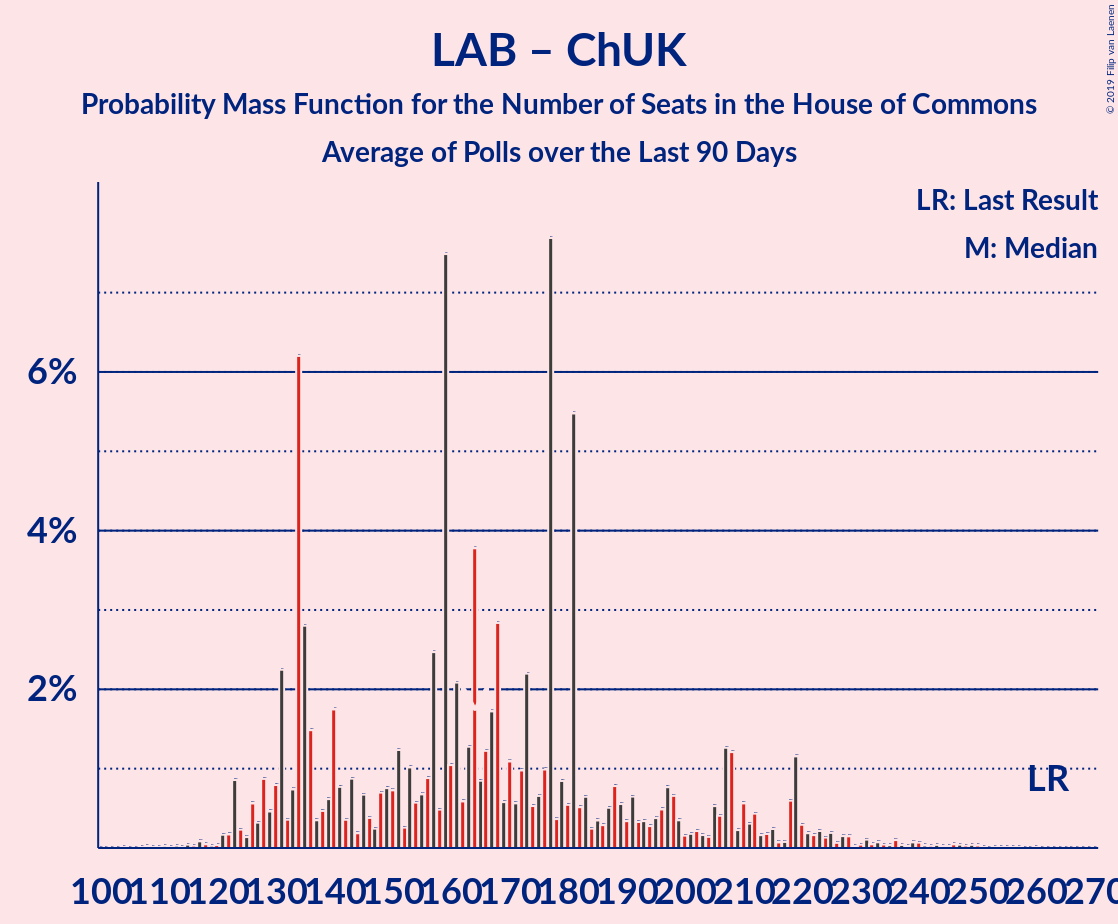 LAB – ChUK
Probability Mass Function for the Number of Seats in the House of Commons
Average of Polls over the Last 90 Days
© 2019 Filip van Laenen
LR: Last Result
M: Median
6%
4%
2%
LR
100 110 120 130 140 150 160 170 180 190 200 210 220 230 240 250 260 270